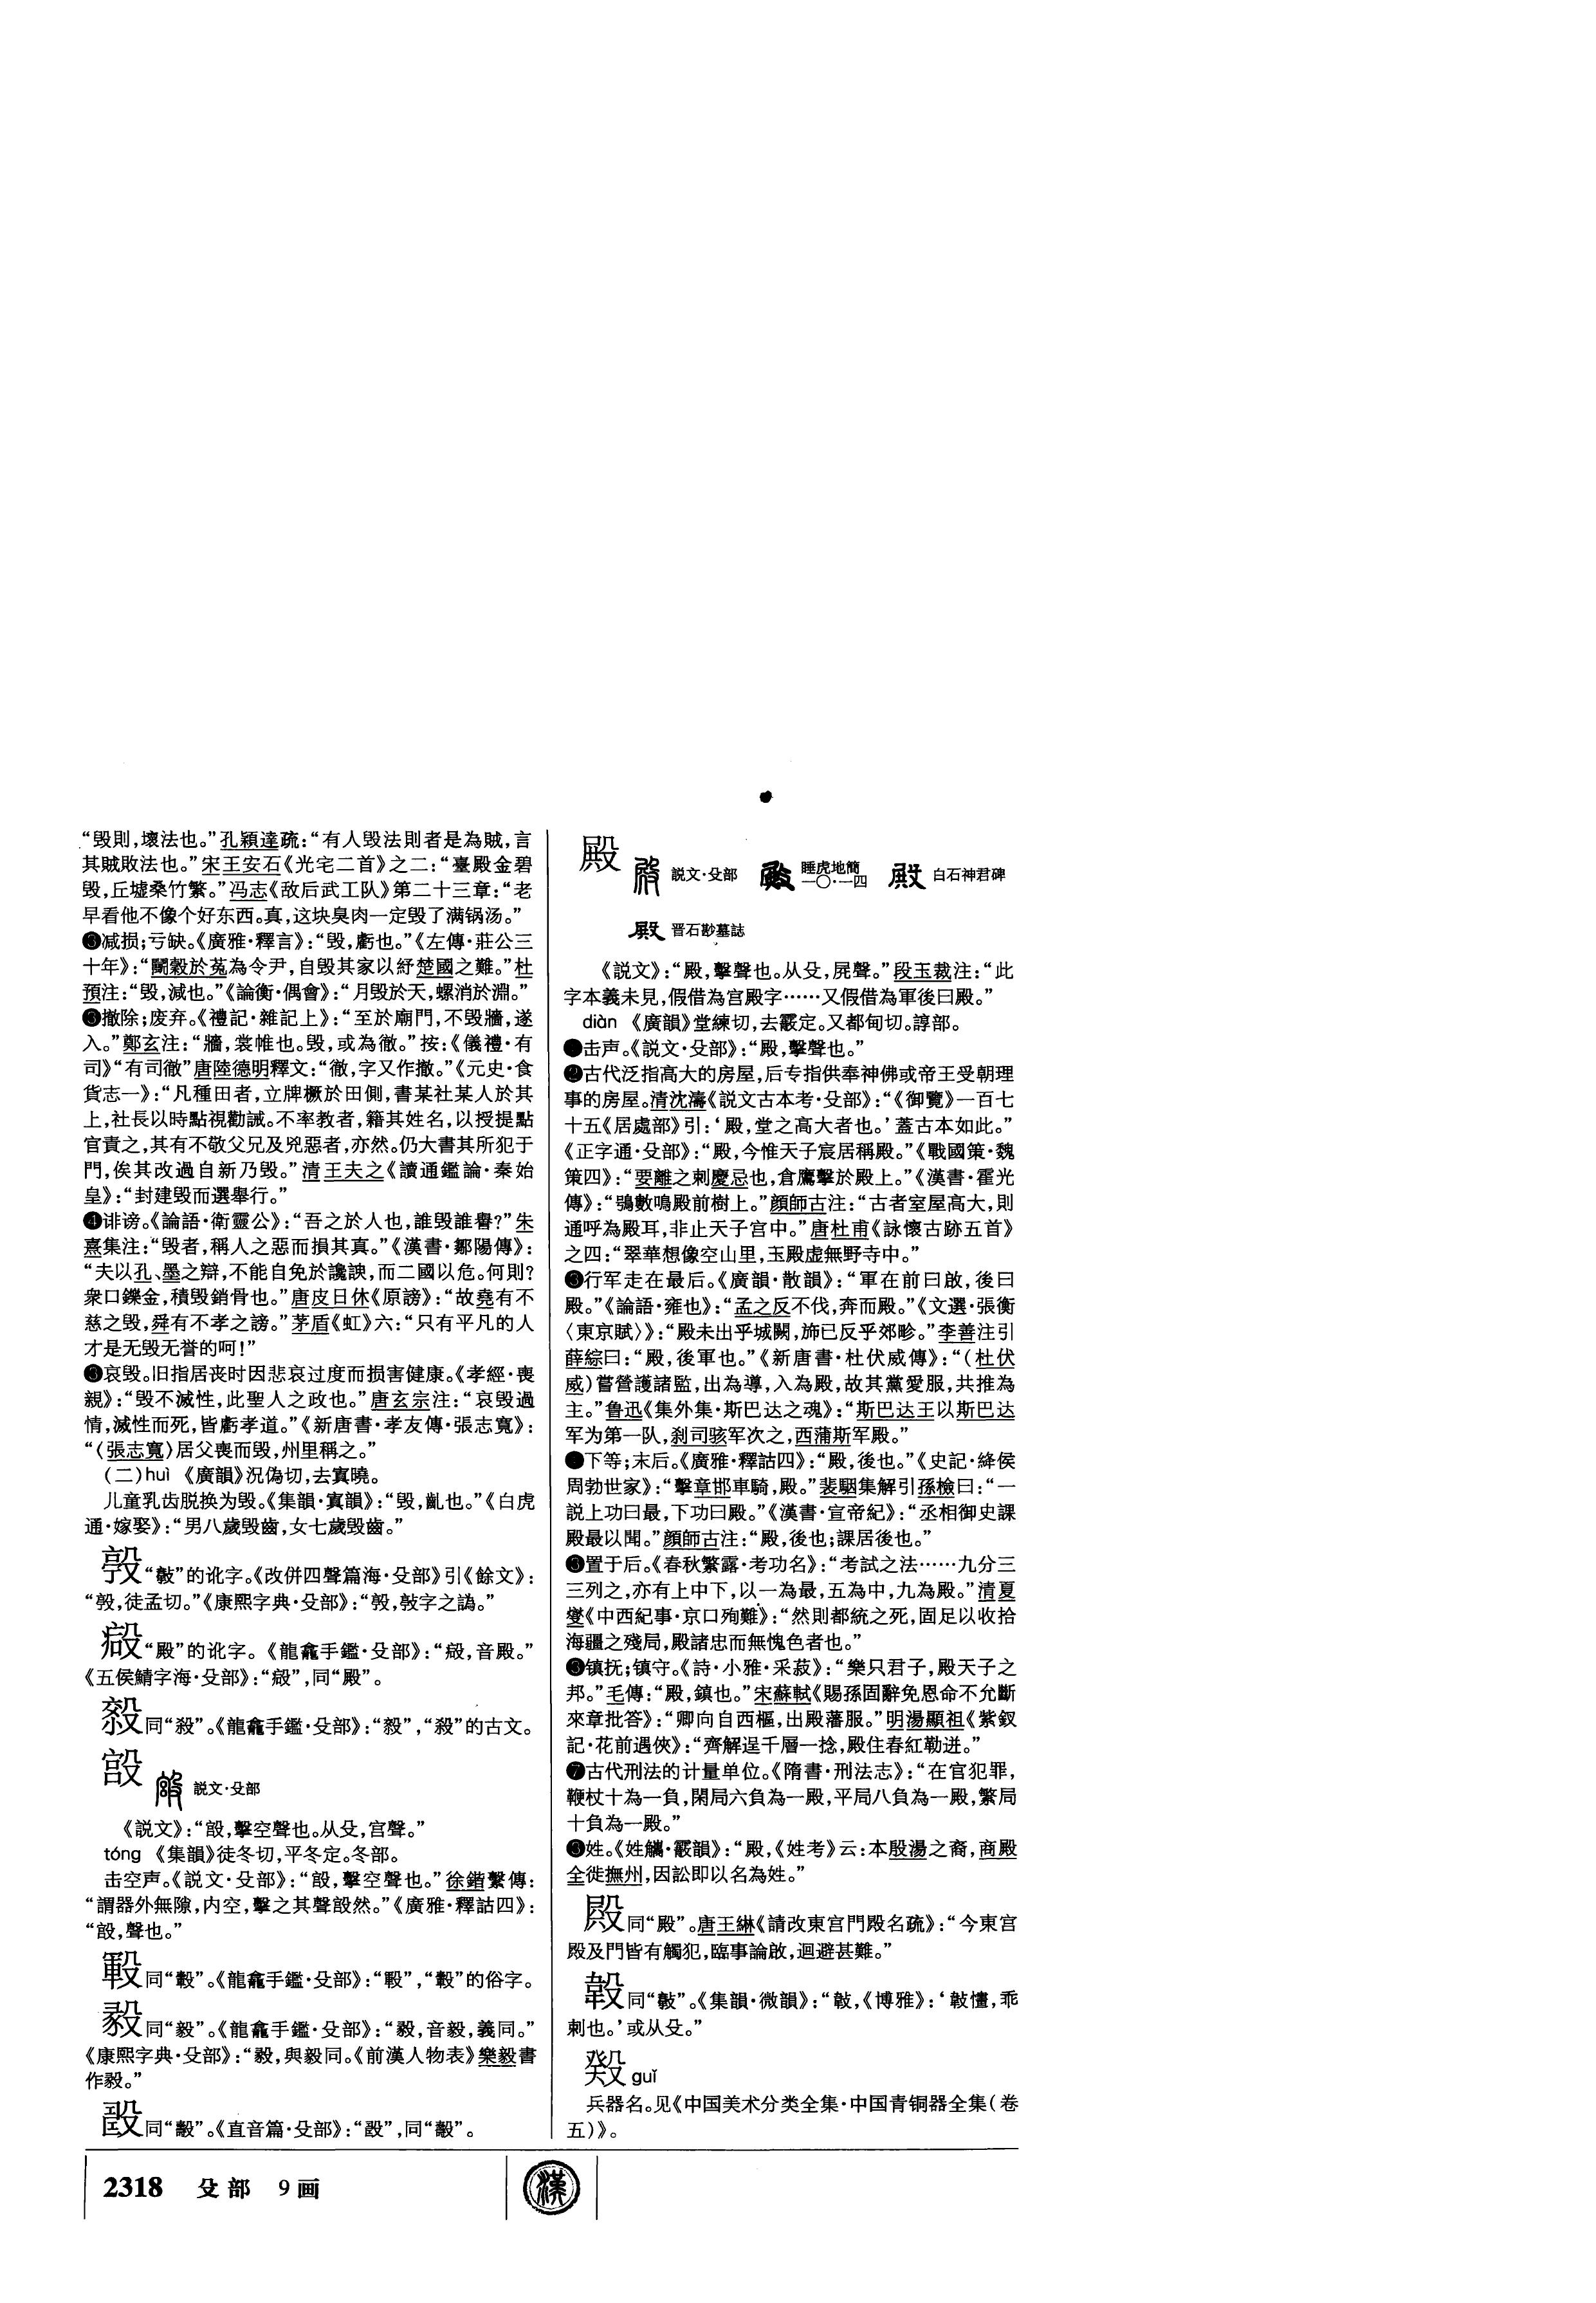 “毁則，壞法也。”孔穎達疏：“有人毁法則者是為賊，言
其賊敗法也。”宋王安石《光宅二首》之二：“臺殿金碧
毁，丘墟桑竹繁。”冯志《敌后武工队》第二十三章：“老
早看他不像个好东西。真，这块臭肉一定毁了满锅汤。”
❸减损；亏缺。《廣雅·釋言》：“毁，虧也。”《左傳·莊公三
十年》：“鬭穀於菟為令尹，自毁其家以紓楚國之難。”杜
預注：“毁，減也。”《論衡·偶會》：“月毁於天，螺消於淵。”
❸撤除；废弃。《禮記·雜記上》：“至於廟門，不毁牆，遂
入。”鄭玄注：“牆，裳帷也。毁，或為徹。”按：《儀禮·有
司》“有司徹”唐陸德明釋文：“徹，字又作撤。”《元史·食
貨志一》：“凡種田者，立牌橛於田側，書某社某人於其
上，社長以時點視勸誡。不率教者，籍其姓名，以授提點
官責之，其有不敬父兄及兇惡者，亦然。仍大書其所犯于
門，俟其改過自新乃毁。”清王夫之《讀通鑑論·秦始
皇》：“封建毁而選舉行。”
❹诽谤。《論語·衛靈公》：“吾之於人也，誰毁誰譽？”朱
熹集注：“毁者，稱人之惡而損其真。”《漢書·鄒陽傳》：
“夫以孔、墨之辯，不能自免於讒諛，而二國以危。何則？
衆口鑠金，積毁銷骨也。”唐皮日休《原謗》：“故堯有不
慈之毁，舜有不孝之謗。”茅盾《虹》六：“只有平凡的人
才是无毁无誉的呵！”
❸哀毁。旧指居丧时因悲哀过度而损害健康。《孝經·喪
親》：“毁不滅性，此聖人之政也。”唐玄宗注：“哀毁過
情，滅性而死，皆虧孝道。”《新唐書·孝友傳·張志寬》：
“（張志寬）居父喪而毁，州里稱之。”
（二）huì 《廣韻》況偽切，去寘曉。
儿童乳齿脱换为毁。《集韻·寘韻》：“毁，齔也。”《白虎
通·嫁娶》：“男八歲毁齒，女七歲毁齒。”
“㪟”的讹字。《改併四聲篇海·殳部》引《餘文》：
徒孟切。”《康熙字典·殳部》：
“殿”的讹字。《龍龕手鑑·殳部》：音殿。”
《五侯鯖字海·殳部》：同“殿”。
同“殺”。《龍龕手鑑·殳部》：“殺”的古文。
説文·殳部
《説文》：擊空聲也。从殳，宫聲。”
tóng 《集韻》徒冬切，平冬定。冬部。
击空声。《説文·殳部》：擊空聲也。”徐鍇繫傳：
“謂器外無隙，内空，擊之其聲然。”《廣雅·釋詁四》：
聲也。”
同《龍龕手鑑·殳部》：的俗字。
同“毅”。《龍龕手鑑·殳部》：音毅，義同。”
《康熙字典·殳部》：與毅同。《前漢人物表》樂毅書
作
同《直音篇·殳部》：同
2318 殳部 9画
殿 説文·殳部 睡虎地簡一〇·一四 白石神君碑
晋石尠墓誌
《説文》：“殿，擊聲也。从殳，㞟聲。”段玉裁注：“此
字本義未見，假借為宫殿字……又假借為軍後曰殿。”
diàn 《廣韻》堂練切，去霰定。又都甸切。諄部。
❶击声。《説文·殳部》：“殿，擊聲也。”
❷古代泛指高大的房屋，后专指供奉神佛或帝王受朝理
事的房屋。清沈濤《説文古本考·殳部》：“《御覽》一百七
十五《居處部》引：‘殿，堂之高大者也。’蓋古本如此。”
《正字通·殳部》：“殿，今惟天子宸居稱殿。”《戰國策·魏
策四》：“要離之刺慶忌也，倉鷹擊於殿上。”《漢書·霍光
傳》：“鴞數鳴殿前樹上。”顔師古注：“古者室屋高大，則
通呼為殿耳，非止天子宫中。”唐杜甫《詠懷古跡五首》
之四：“翠華想像空山里，玉殿虚無野寺中。”
❸行军走在最后。《廣韻·霰韻》：“軍在前曰啟，後曰
殿。”《論語·雍也》：“孟之反不伐，奔而殿。”《文選·張衡
〈東京賦〉》：“殿未出乎城闕，斾已反乎郊畛。”李善注引
薛綜曰：“殿，後軍也。”《新唐書·杜伏威傳》：“（杜伏
威）嘗營護諸監，出為導，入為殿，故其黨愛服，共推為
主。”鲁迅《集外集·斯巴达之魂》：“斯巴达王以斯巴达
军为第一队，刹司骇军次之，西蒲斯军殿。”
❹下等；末后。《廣雅·釋詁四》：“殿，後也。”《史記·絳侯
周勃世家》：“擊章邯車騎，殿。”裴駰集解引孫檢曰：“一
説上功曰最，下功曰殿。”《漢書·宣帝紀》：“丞相御史課
殿最以聞。”顔師古注：“殿，後也；課居後也。”
❺置于后。《春秋繁露·考功名》：“考試之法……九分三
三列之，亦有上中下，以一為最，五為中，九為殿。”清夏
燮《中西紀事·京口殉難》：“然則都統之死，固足以收拾
海疆之殘局，殿諸忠而無愧色者也。”
❻镇抚；镇守。《詩·小雅·采菽》：“樂只君子，殿天子之
邦。”毛傳：“殿，鎮也。”宋蘇軾《賜孫固辭免恩命不允斷
來章批答》：“卿向自西樞，出殿藩服。”明湯顯祖《紫釵
記·花前遇俠》：“齊解逞千層一捻，殿住春紅勒迸。”
❼古代刑法的计量单位。《隋書·刑法志》：“在官犯罪，
鞭杖十為一負，閑局六負為一殿，平局八負為一殿，繁局
十負為一殿。”
❽姓。《姓觿·霰韻》：“殿，《姓考》云：本殷湯之裔，商殿
全徙撫州，因訟即以名為姓。”
同“殿”。唐王綝《請改東宫門殿名疏》：“今東宫
殿及門皆有觸犯，臨事論啟，迴避甚難。”
同《集韻·微韻》：《博雅》：乖
剌也。’或从殳。”
guǐ
兵器名。见《中国美术分类全集·中国青铜器全集（卷
五）》。